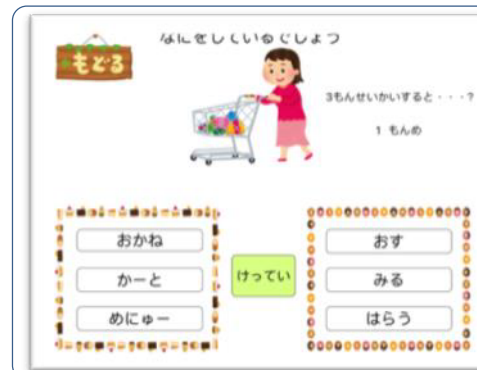 もどる
なにをしているでしょう
3もんせいかいすると・・・?
1 もんめ
おかね
かーと
めにゅー
けってい
おす
みる
はらう